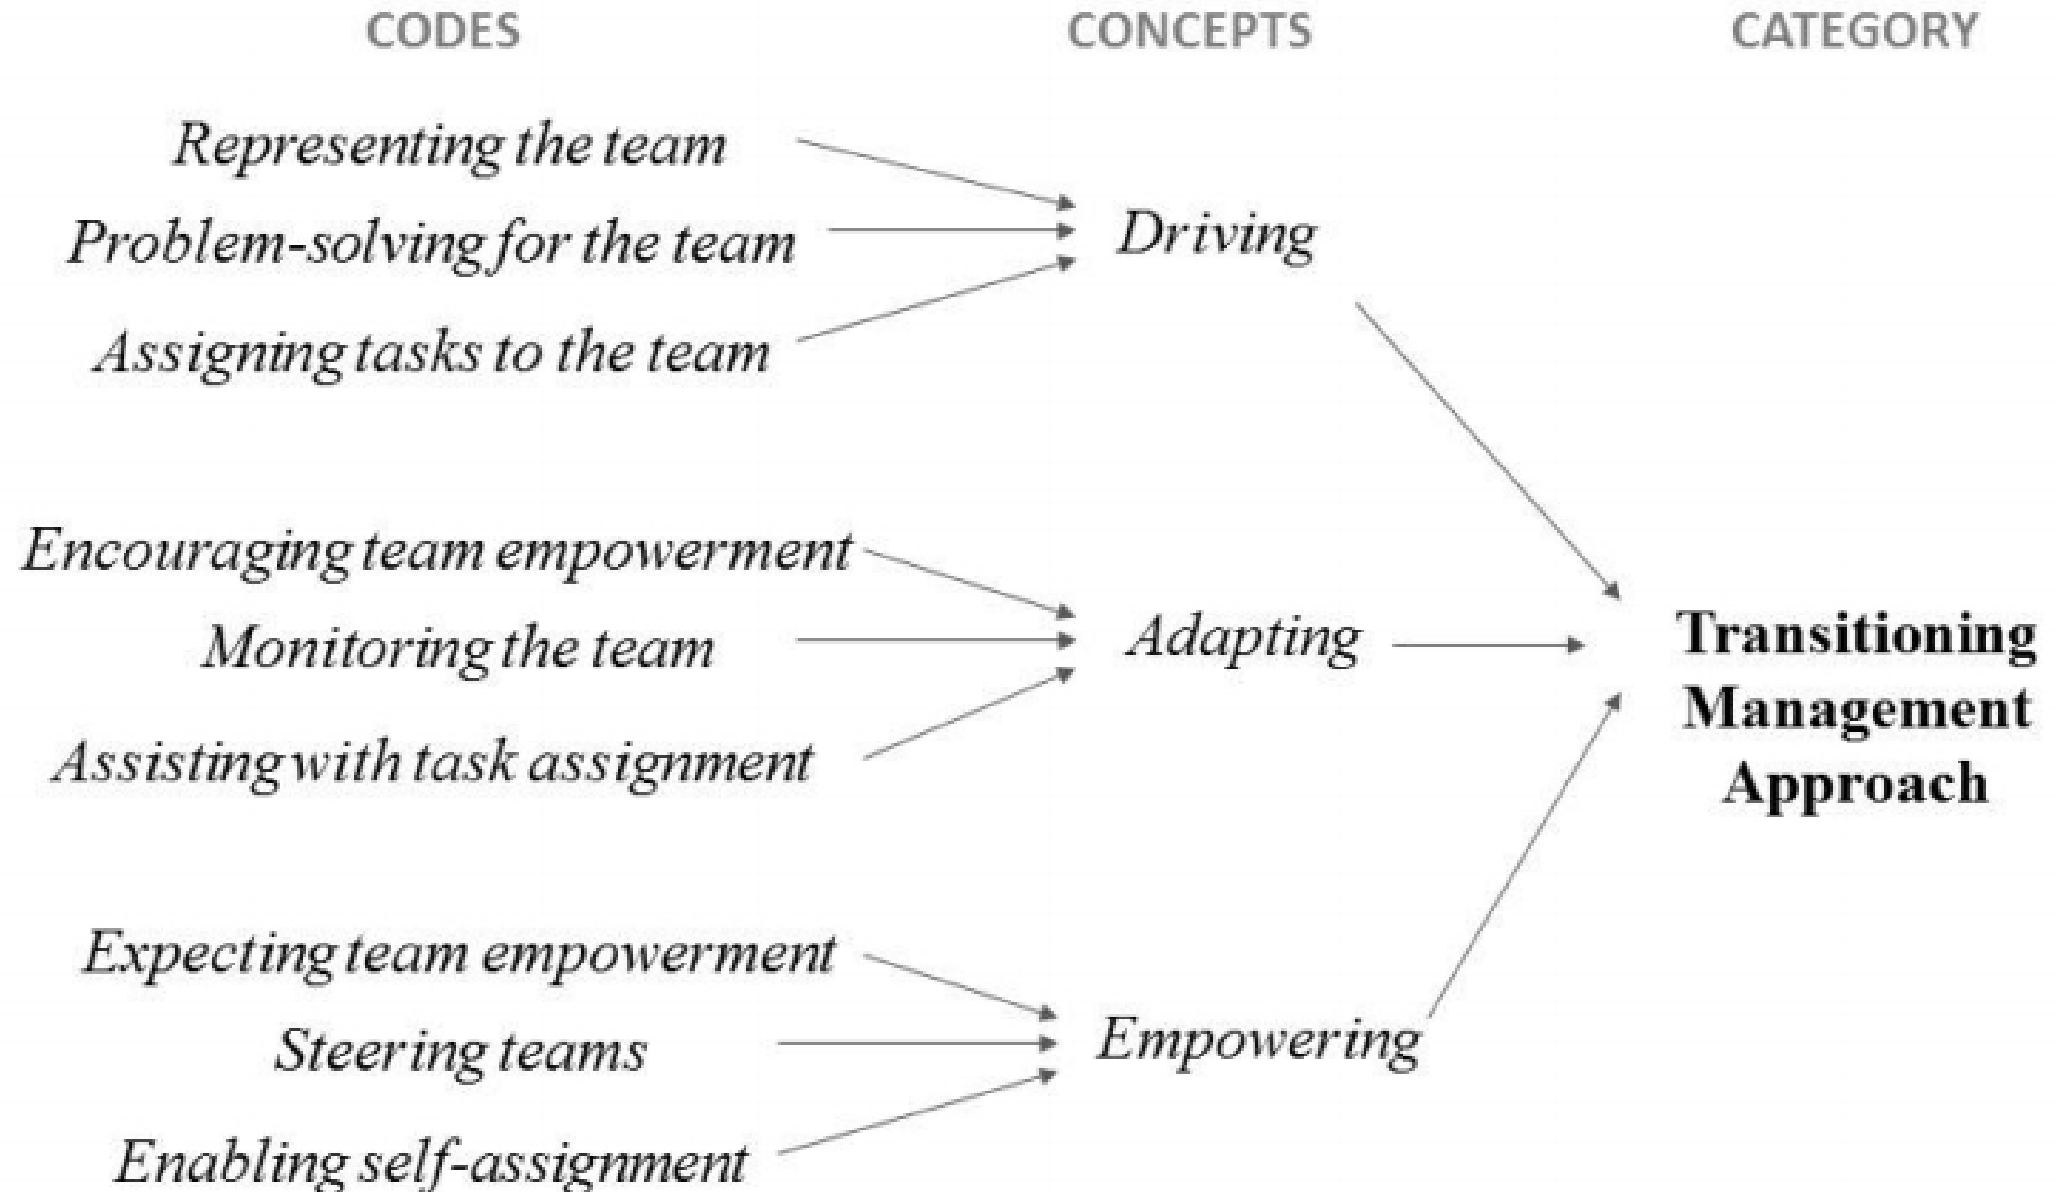 CODES
CONCEPTS
CATEGORY
Representing the team
Problem-solving for the team
Assigning tasks to the team
Driving
Encouraging team empowerment
Monitoring the team
Assisting with task assignment
Adapting
Expecting team empowerment
Steering teams
Enabling self-assignment
Empowering
Transitioning
Management
Approach